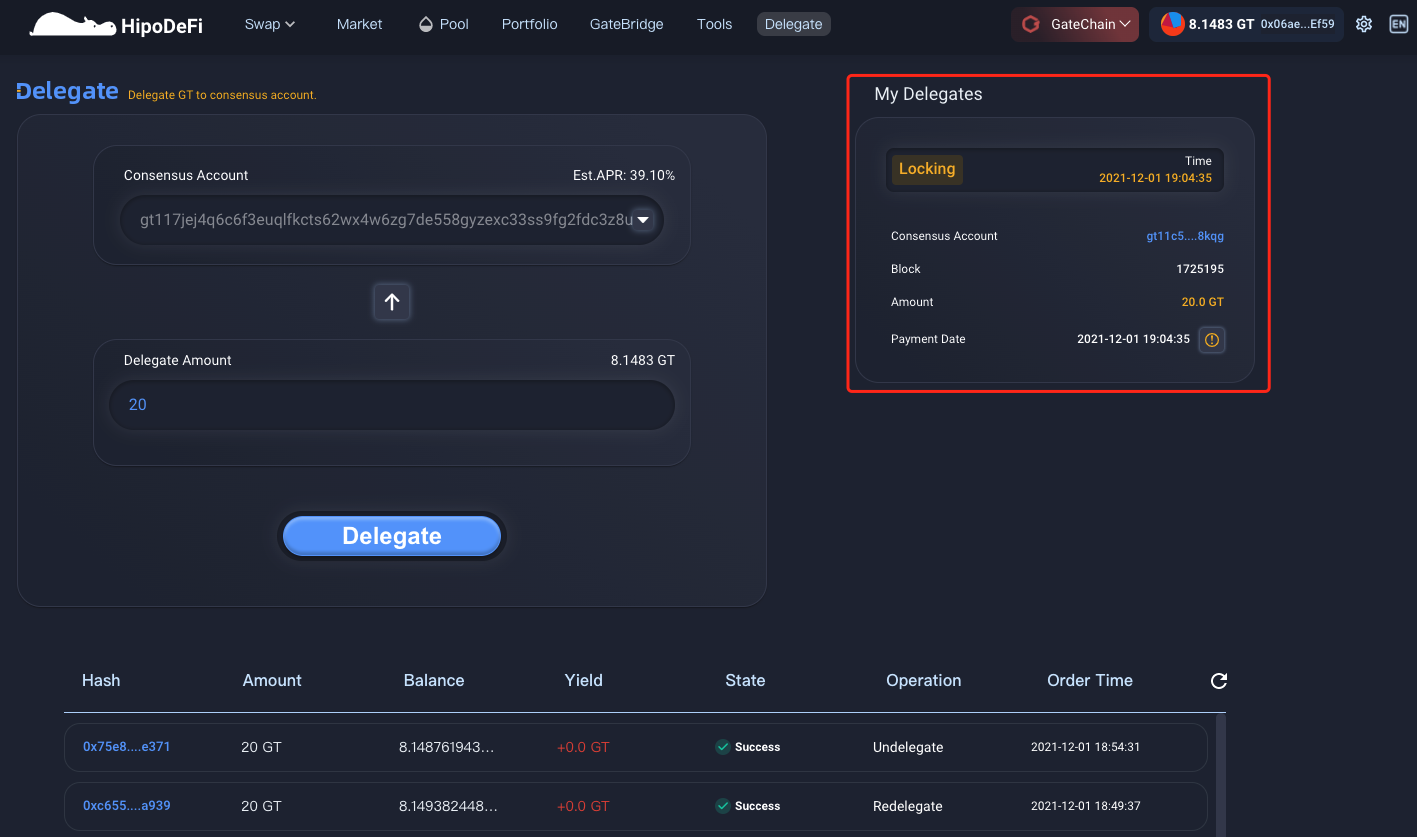 HipoDeFi Swap Market Pool Portfolio GateBridge Tools Delegate GateChain 8.1483 GT 0x06ae...Ef59 EN
Delegate Delegate GT to consensus account.
Consensus Account Est.APR: 39.10%
gt117jej4q6c6f3euqlfkcts62wx4w6zg7de558gyzexc33ss9fg2fdc3z8u
Delegate Amount 8.1483 GT
20
Delegate
My Delegates
Locking
Time
2021-12-01 19:04:35
Consensus Account gt11c5....8kqg
Block 1725195
Amount 20.0 GT
Payment Date 2021-12-01 19:04:35
Hash Amount Balance Yield State Operation Order Time
0x75e8....e371 20 GT 8.148761943... +0.0 GT Success Undelegate 2021-12-01 18:54:31
0xc655....a939 20 GT 8.149382448... +0.0 GT Success Redelegate 2021-12-01 18:49:37